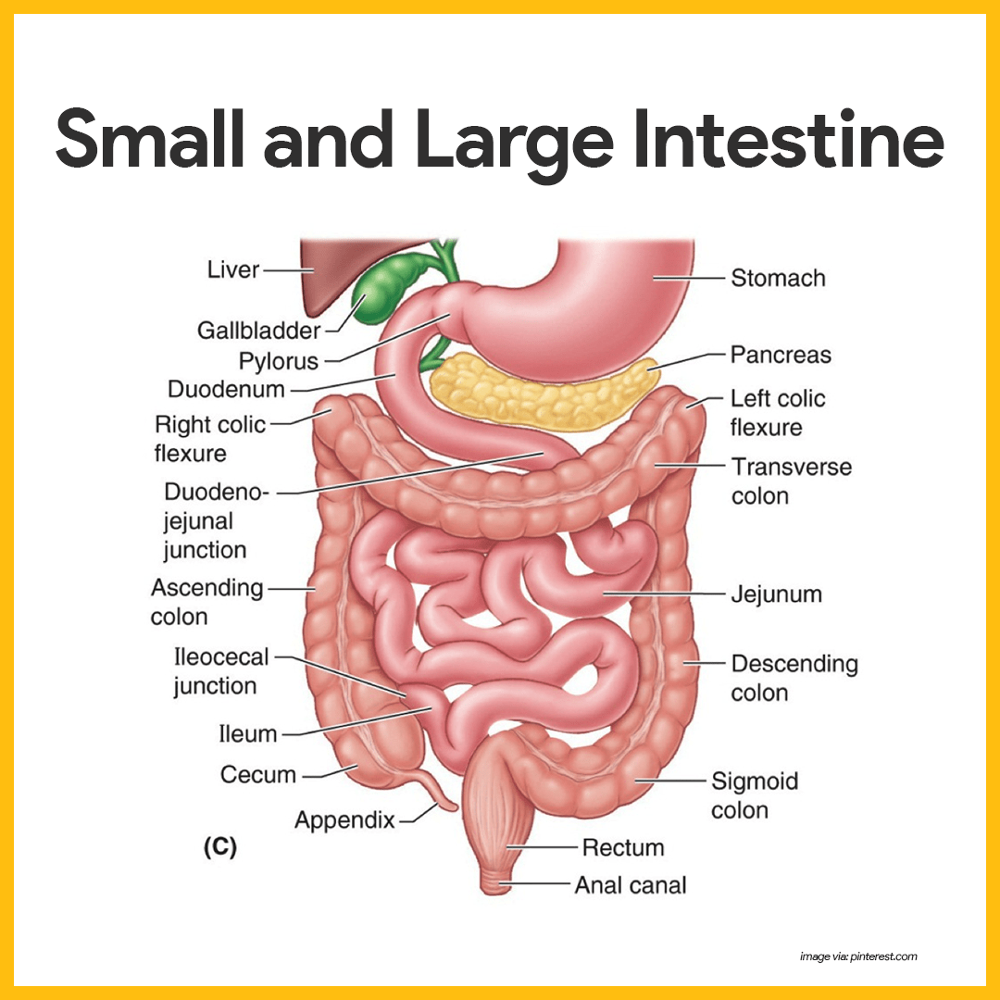 Small and Large Intestine
Liver
Gallbladder
Pylorus
Duodenum
Right colic
flexure
Duodeno-
jejunal
junction
Ascending
colon
Ileocecal
junction
Ileum
Cecum
Appendix
(C)
Stomach
Pancreas
Left colic
flexure
Transverse
colon
Jejunum
Descending
colon
Sigmoid
colon
Rectum
Anal canal
image via: pinterest.com